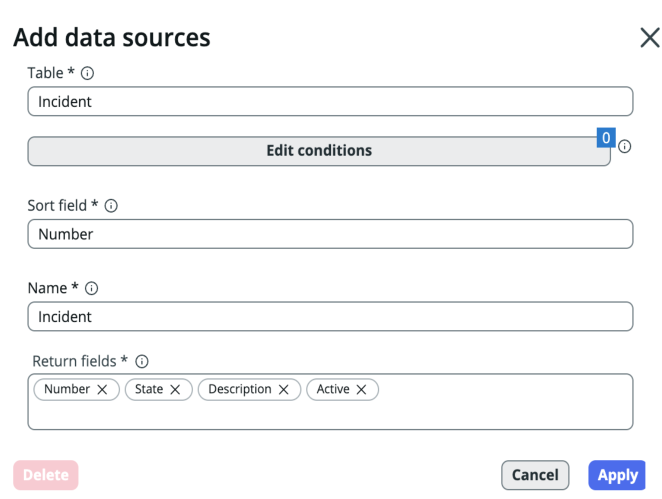 Add data sources
Table *
Incident
0
Edit conditions
Sort field *
Number
Name *
Incident
Return fields *
Number State Description Active
Delete Cancel Apply